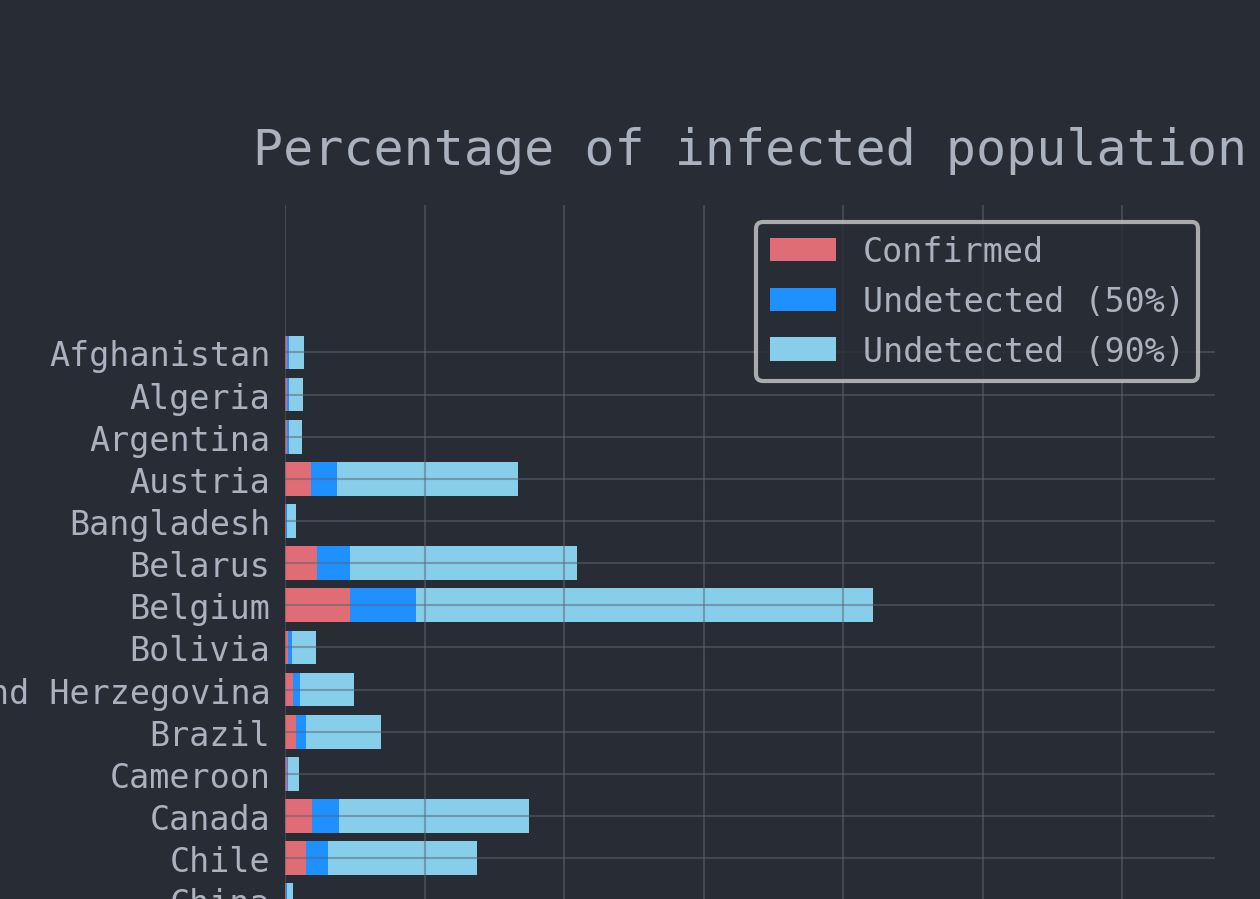 Percentage of infected population
Confirmed
Undetected (50%)
Undetected (90%)
Afghanistan
Algeria
Argentina
Austria
Bangladesh
Belarus
Belgium
Bolivia
Herzegovina
Brazil
Cameroon
Canada
Chile
China